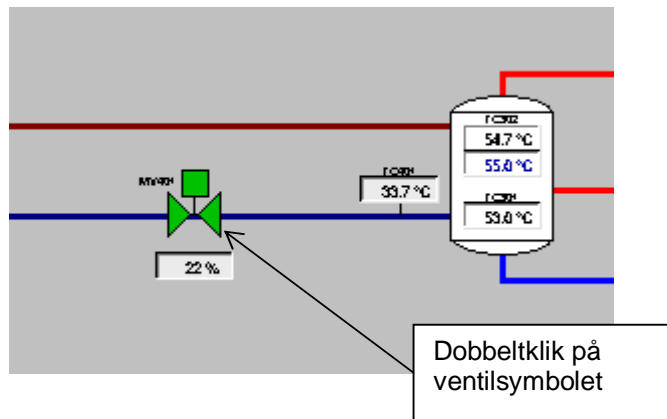 54.7 °C
55.0 °C
33.7 °C
53.0 °C
22 %
Dobbeltklik på
ventilsymbolet